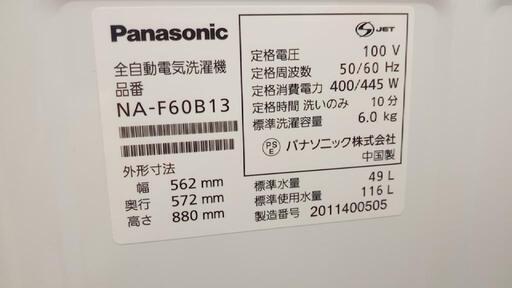 Panasonic
全自動電気洗濯機
品番
NA-F60B13
外形寸法
幅 562 mm
奥行 572 mm
高さ 880 mm
JET
定格電圧 100 V
定格周波数 50/60 Hz
定格消費電力 400/445 W
定格時間 洗いのみ 10 分
標準洗濯容量 6.0 kg
PS E パナソニック株式会社
中国製
標準水量 49 L
標準使用水量 116 L
製造番号 2011400505